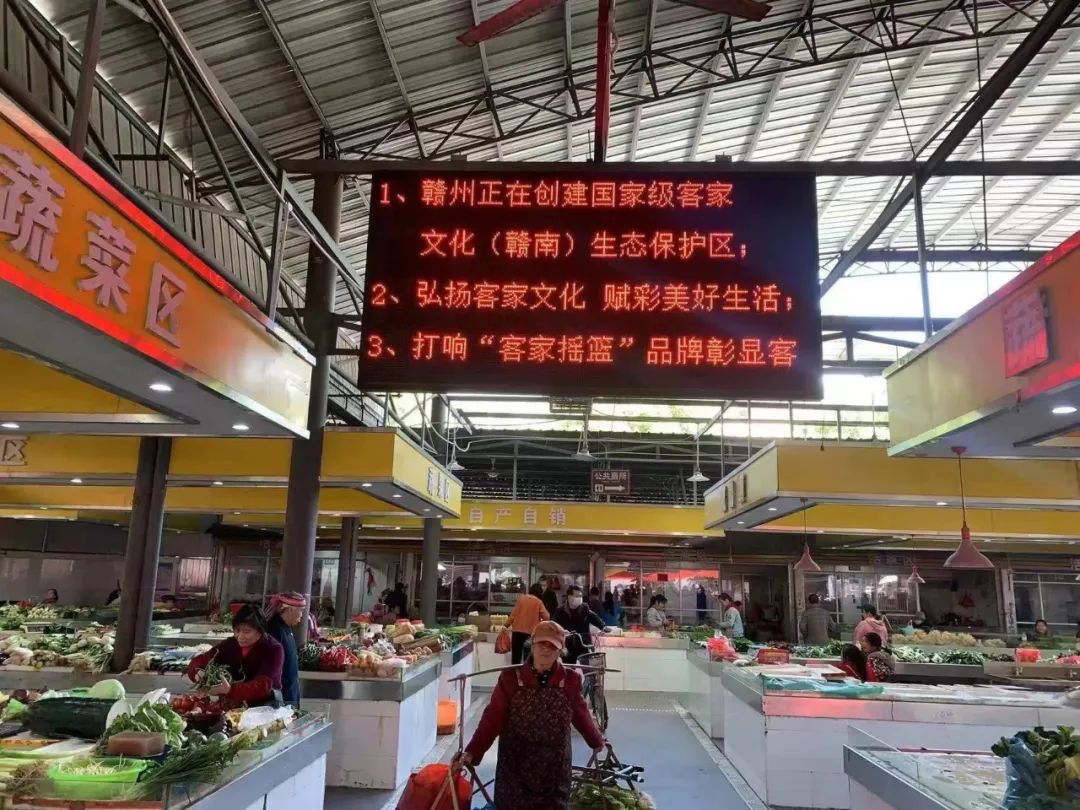 1、赣州正在创建国家级客家
文化（赣南）生态保护区；
2、弘扬客家文化 赋彩美好生活；
3、打响“客家摇篮”品牌彰显客
蔬菜区
区
公共厕所
自产自销